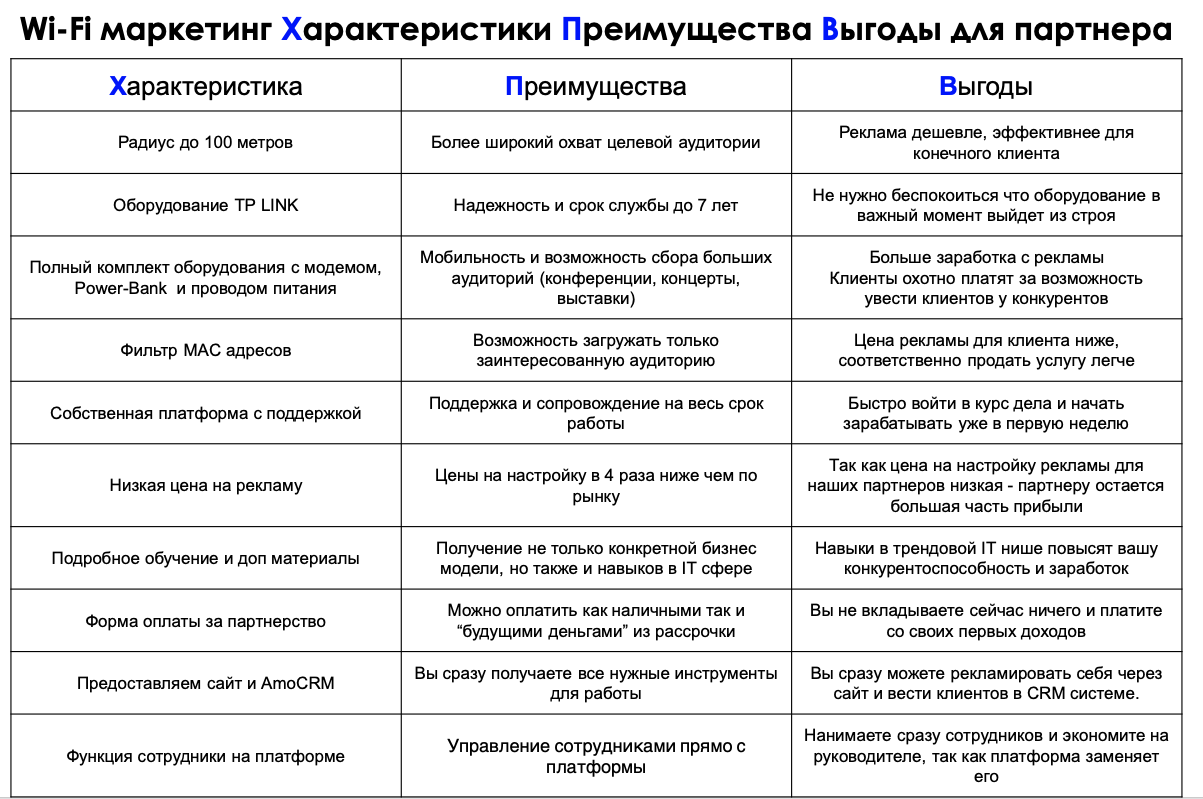 Wi-Fi маркетинг Характеристики Преимущества Выгоды для партнера
Характеристика
Преимущества
Выгоды
Радиус до 100 метров
Более широкий охват целевой аудитории
Реклама дешевле, эффективнее для
конечного клиента
Оборудование TP LINK
Надежность и срок службы до 7 лет
Не нужно беспокоиться что оборудование в
важный момент выйдет из строя
Полный комплект оборудования с модемом,
Power-Bank и проводом питания
Мобильность и возможность сбора больших
аудиторий (конференции, концерты,
выставки)
Больше заработка с рекламы
Клиенты охотно платят за возможность
увести клиентов у конкурентов
Фильтр MAC адресов
Возможность загружать только
заинтересованную аудиторию
Цена рекламы для клиента ниже,
соответственно продать услугу легче
Собственная платформа с поддержкой
Поддержка и сопровождение на весь срок
работы
Быстро войти в курс дела и начать
зарабатывать уже в первую неделю
Низкая цена на рекламу
Цены на настройку в 4 раза ниже чем по
рынку
Так как цена на настройку рекламы для
наших партнеров низкая - партнеру остается
большая часть прибыли
Подробное обучение и доп материалы
Получение не только конкретной бизнес
модели, но также и навыков в IT сфере
Навыки в трендовой IT нише повысят вашу
конкурентоспособность и заработок
Форма оплаты за партнерство
Можно оплатить как наличными так и
“будущими деньгами” из рассрочки
Вы не вкладываете сейчас ничего и платите
со своих первых доходов
Предоставляем сайт и AmoCRM
Вы сразу получаете все нужные инструменты
для работы
Вы сразу можете рекламировать себя через
сайт и вести клиентов в CRM системе.
Функция сотрудники на платформе
Управление сотрудниками прямо с
платформы
Нанимаете сразу сотрудников и экономите на
руководителе, так как платформа заменяет
его